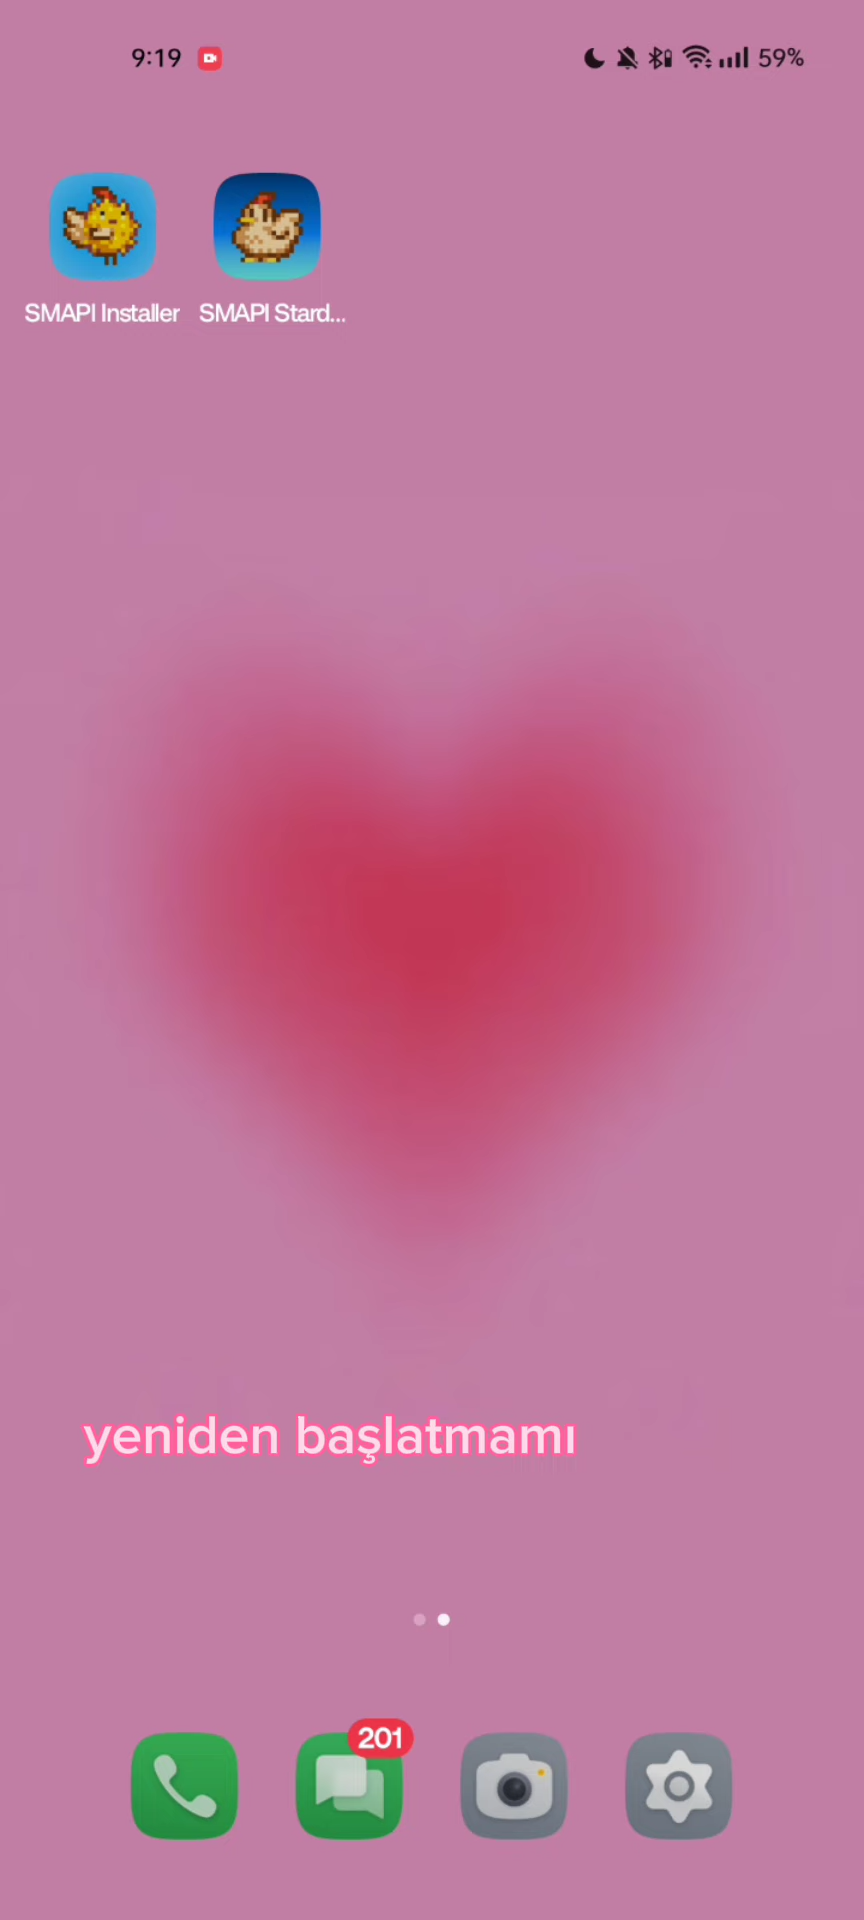 9:19
59%
SMAPI Installer
SMAPI Stard...
yeniden başlatmamı
201